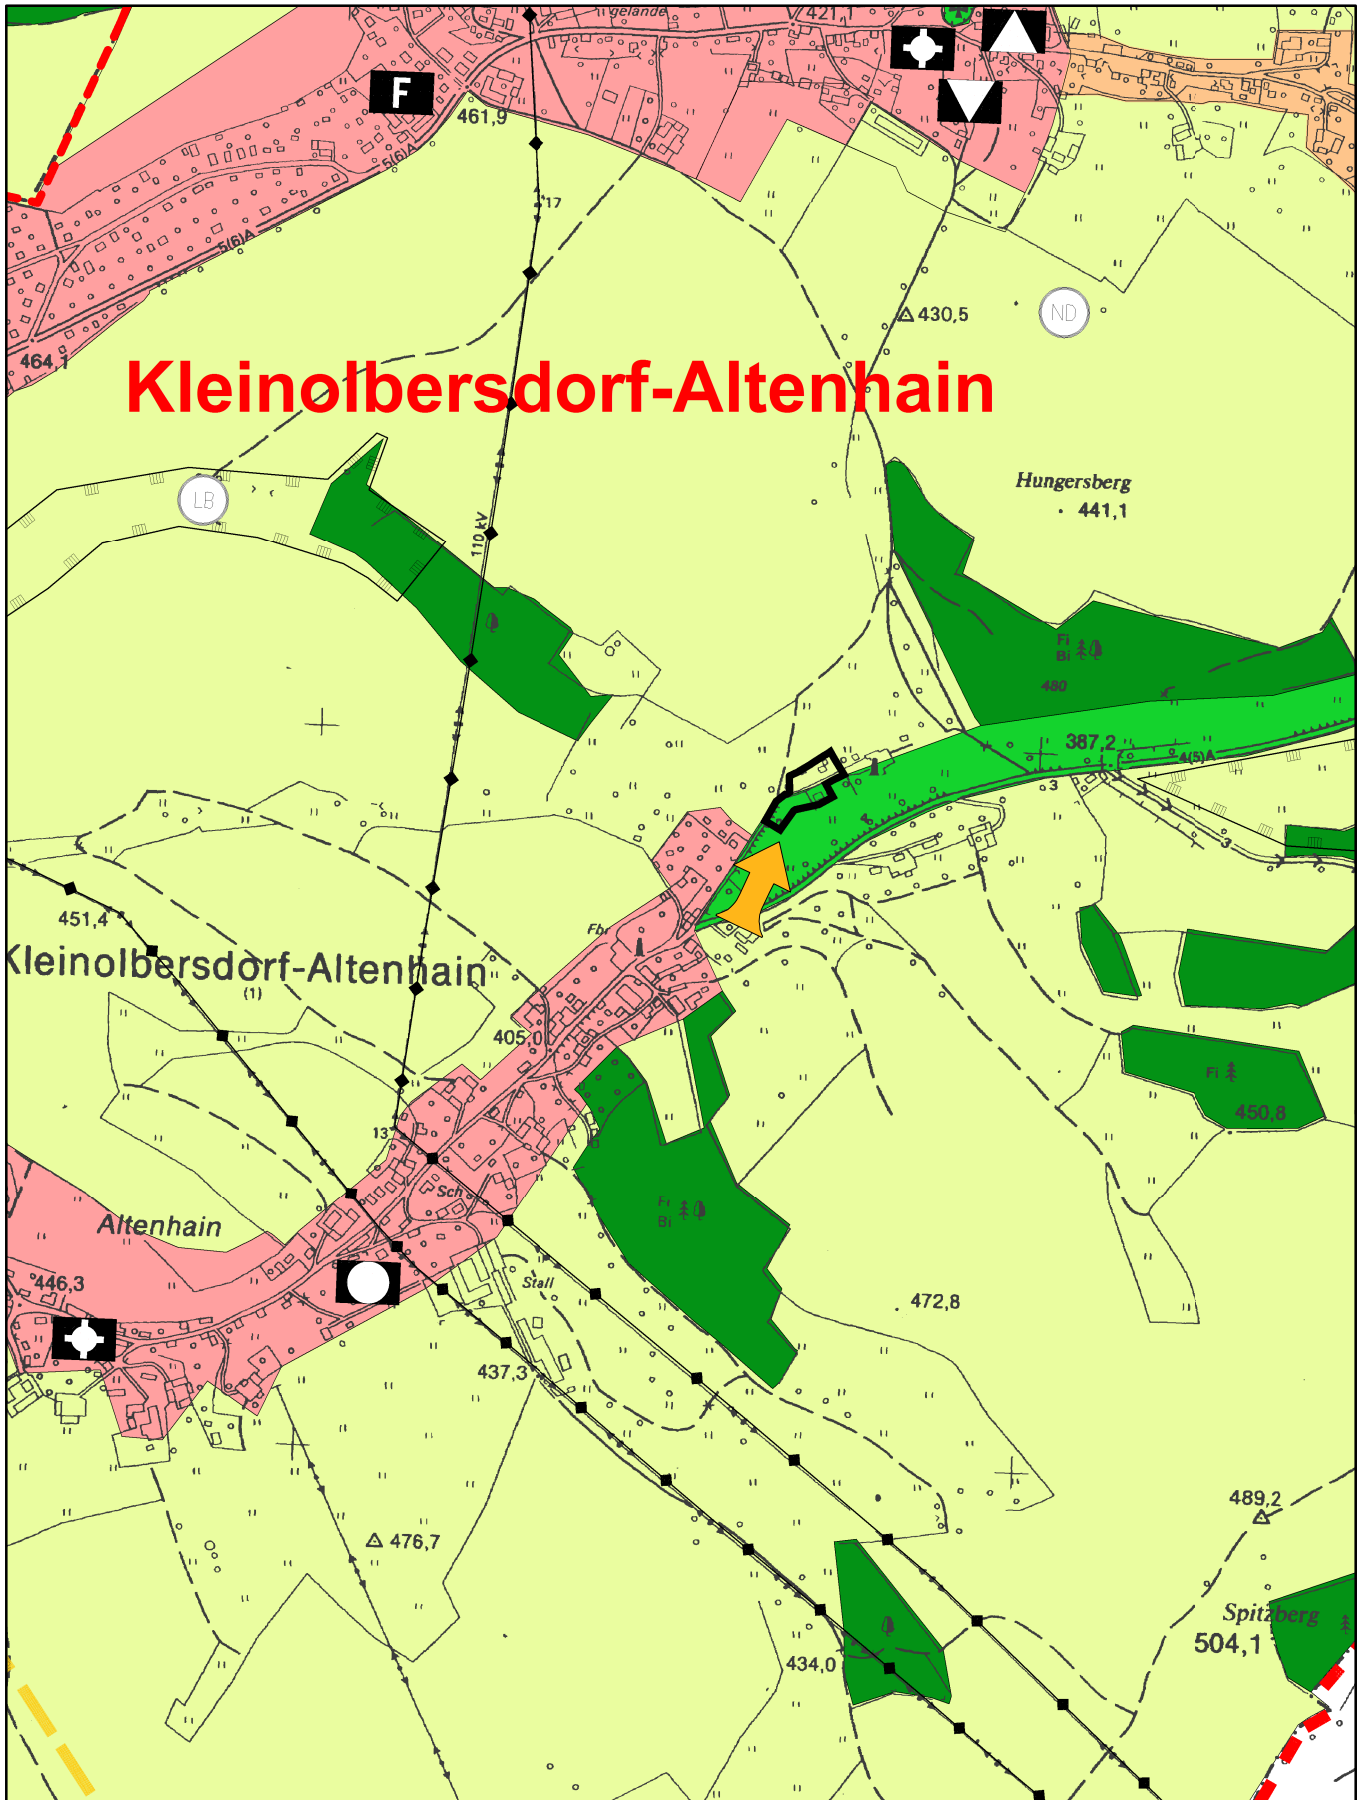 gelände
421,1
F
461,9
5(6)A
17
5(6)A
430,5
ND
464,1
Kleinolbersdorf-Altenhain
Hungersberg
441,1
LB
110 kV
Fi
Bi
480
387,2
4(5)A
3
4
3
451,4
Fbr
Kleinolbersdorf-Altenhain
(1)
405,0
Fi
450,8
13
Sch
Fi
Bi
Altenhain
446,3
Stall
472,8
437,3
489,2
476,7
Spitzberg
504,1
434,0